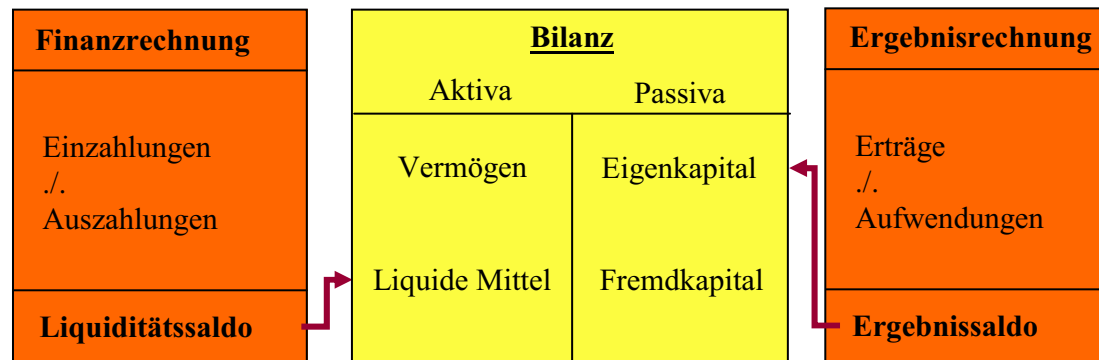 Finanzrechnung
Einzahlungen
./.
Auszahlungen
Liquiditätssaldo
Bilanz
Aktiva Passiva
Vermögen Eigenkapital
Liquide Mittel Fremdkapital
Ergebnisrechnung
Erträge
./.
Aufwendungen
Ergebnissaldo